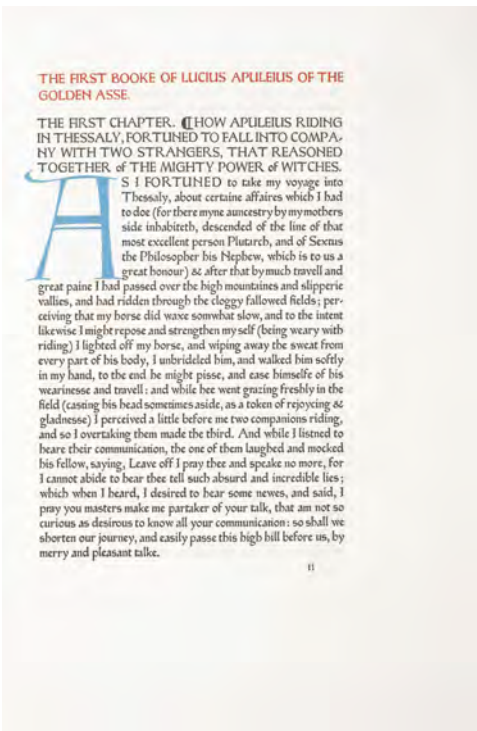 THE FIRST BOOKE OF LUCIUS APULEIUS OF THE
GOLDEN ASSE.
THE FIRST CHAPTER. ⁋HOW APULEIUS RIDING
IN THESSALY, FORTUNED TO FALL INTO COMPA-
NY WITH TWO STRANGERS, THAT REASONED
TOGETHER of THE MIGHTY POWER of WITCHES.
AS I FORTUNED to take my voyage into
Thessaly, about certaine affaires which I had
to doe (for there myne auncestry by my mothers
side inhabiteth, descended of the line of that
most excellent person Plutarch, and of Sextus
the Philosopher his Nephew, which is to us a
great honour) & after that by much travell and
great paine I had passed over the high mountaines and slipperie
vallies, and had ridden through the cloggy fallowed fields; per-
ceiving that my horse did waxe somwhat slow, and to the intent
likewise I might repose and strengthen my self (being weary with
riding) I lighted off my horse, and wiping away the sweat from
every part of his body, I unbrideled him, and walked him softly
in my hand, to the end he might pisse, and ease himselfe of his
wearinesse and travell: and while hee went grazing freshly in the
field (casting his head sometimes aside, as a token of rejoycing &
gladnesse) I perceived a little before me two companions riding,
and so I overtaking them made the third. And while I listned to
heare their communication, the one of them laughed and mocked
his fellow, saying, Leave off I pray thee and speake no more, for
I cannot abide to hear thee tell such absurd and incredible lies;
which when I heard, I desired to hear some newes, and said, I
pray you masters make me partaker of your talk, that am not so
curious as desirous to know all your communication: so shall we
shorten our journey, and easily passe this high hill before us, by
merry and pleasant talke.
11